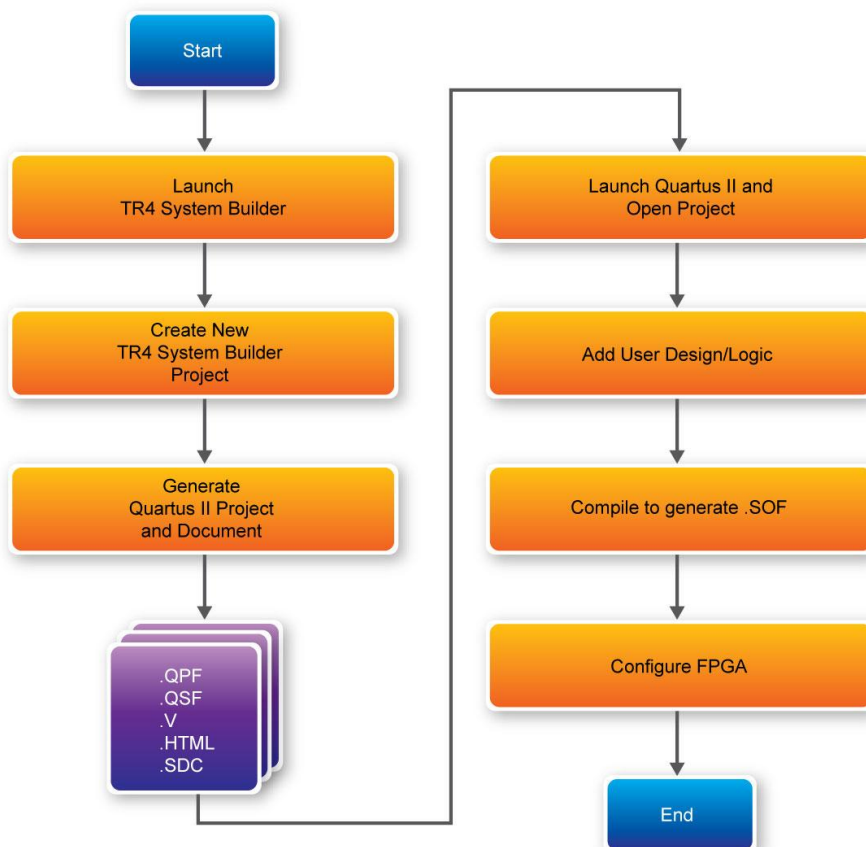 Start
Launch
TR4 System Builder
Create New
TR4 System Builder
Project
Generate
Quartus II Project
and Document
.QPF
.QSF
.V
.HTML
.SDC
Launch Quartus II and
Open Project
Add User Design/Logic
Compile to generate .SOF
Configure FPGA
End